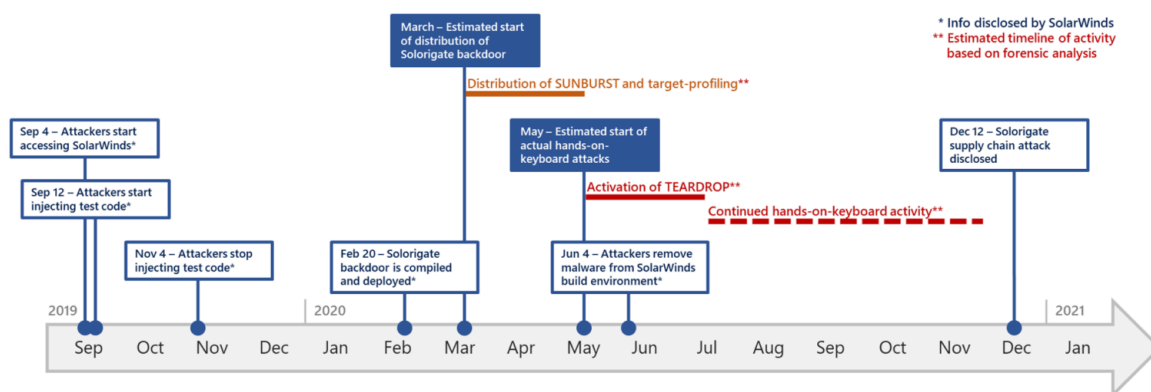 March – Estimated start
of distribution of
Solorigate backdoor
* Info disclosed by SolarWinds
** Estimated timeline of activity
based on forensic analysis
Distribution of SUNBURST and target-profiling**
Sep 4 – Attackers start
accessing SolarWinds*
May – Estimated start of
actual hands-on-
keyboard attacks
Dec 12 – Solorigate
supply chain attack
disclosed
Sep 12 – Attackers start
injecting test code*
Activation of TEARDROP**
Continued hands-on-keyboard activity**
Nov 4 – Attackers stop
injecting test code*
Feb 20 – Solorigate
backdoor is compiled
and deployed*
Jun 4 – Attackers remove
malware from SolarWinds
build environment*
2019 2020 2021
Sep Oct Nov Dec Jan Feb Mar Apr May Jun Jul Aug Sep Oct Nov Dec Jan